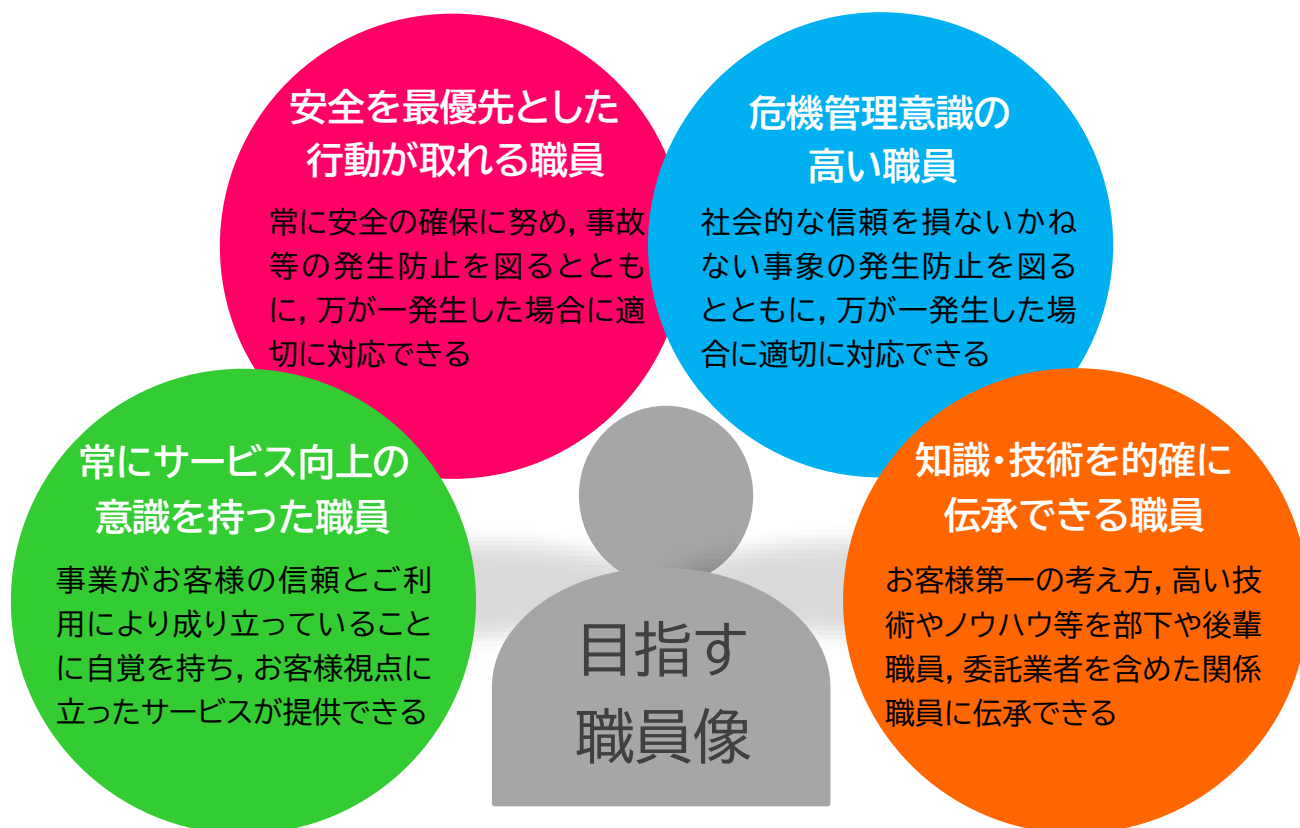 安全を最優先とした
行動が取れる職員
常に安全の確保に努め，事故
等の発生防止を図るととも
に，万が一発生した場合に適
切に対応できる
危機管理意識の
高い職員
社会的な信頼を損ないかね
ない事象の発生防止を図る
とともに，万が一発生した場
合に適切に対応できる
常にサービス向上の
意識を持った職員
事業がお客様の信頼とご利
用により成り立っていること
に自覚を持ち，お客様視点に
立ったサービスが提供できる
知識・技術を的確に
伝承できる職員
お客様第一の考え方，高い技
術やノウハウ等を部下や後輩
職員，委託業者を含めた関係
職員に伝承できる
目指す
職員像